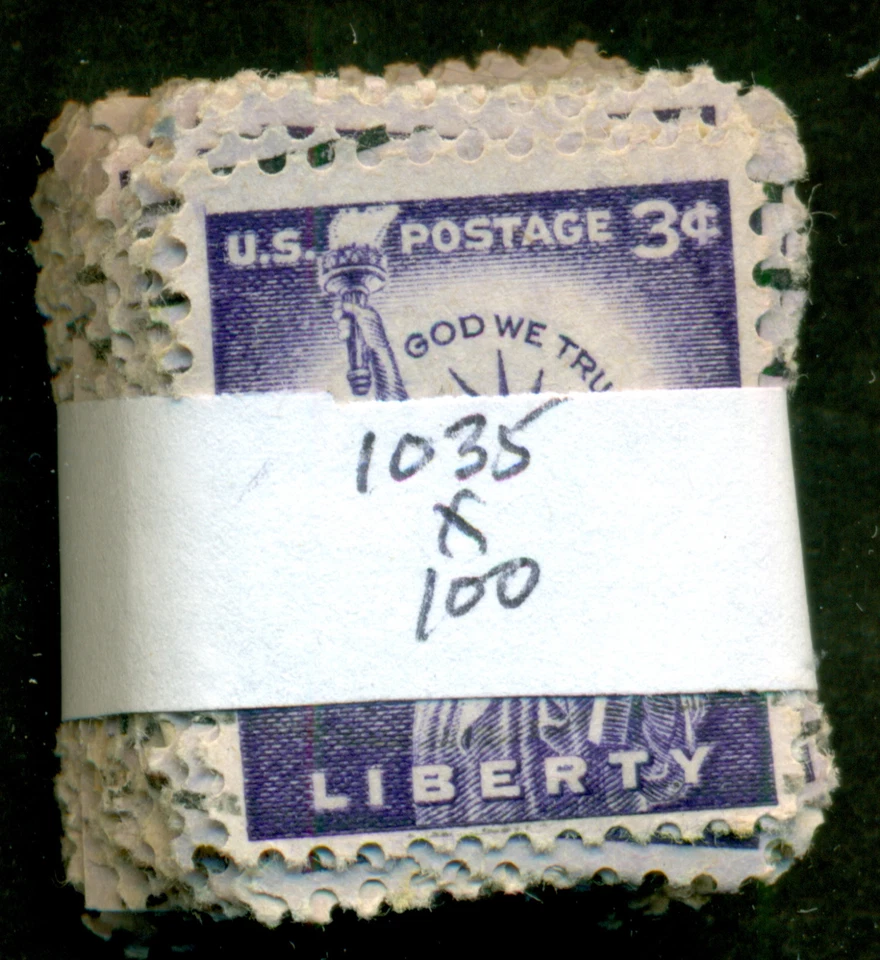 U.S. POSTAGE 3¢
GOD WE TRU
1035
X
100
LIBERTY